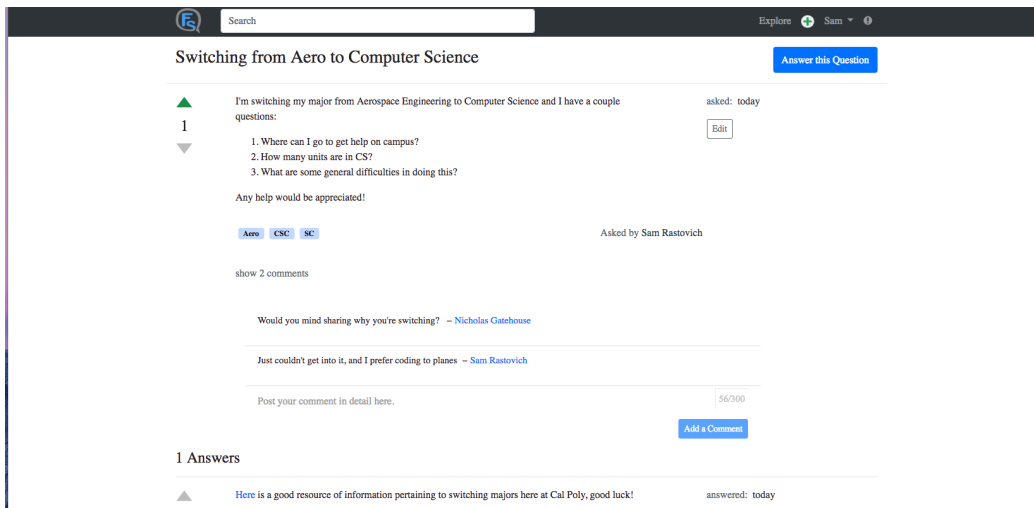 FS
Search
Explore
Sam
Switching from Aero to Computer Science
Answer this Question
I'm switching my major from Aerospace Engineering to Computer Science and I have a couple
questions:
asked: today
1
Edit
1. Where can I go to get help on campus?
2. How many units are in CS?
3. What are some general difficulties in doing this?
Any help would be appreciated!
Aero CSC SC
Asked by Sam Rastovich
show 2 comments
Would you mind sharing why you're switching? – Nicholas Gatehouse
Just couldn't get into it, and I prefer coding to planes – Sam Rastovich
Post your comment in detail here.
56/300
Add a Comment
1 Answers
Here is a good resource of information pertaining to switching majors here at Cal Poly, good luck!
answered: today